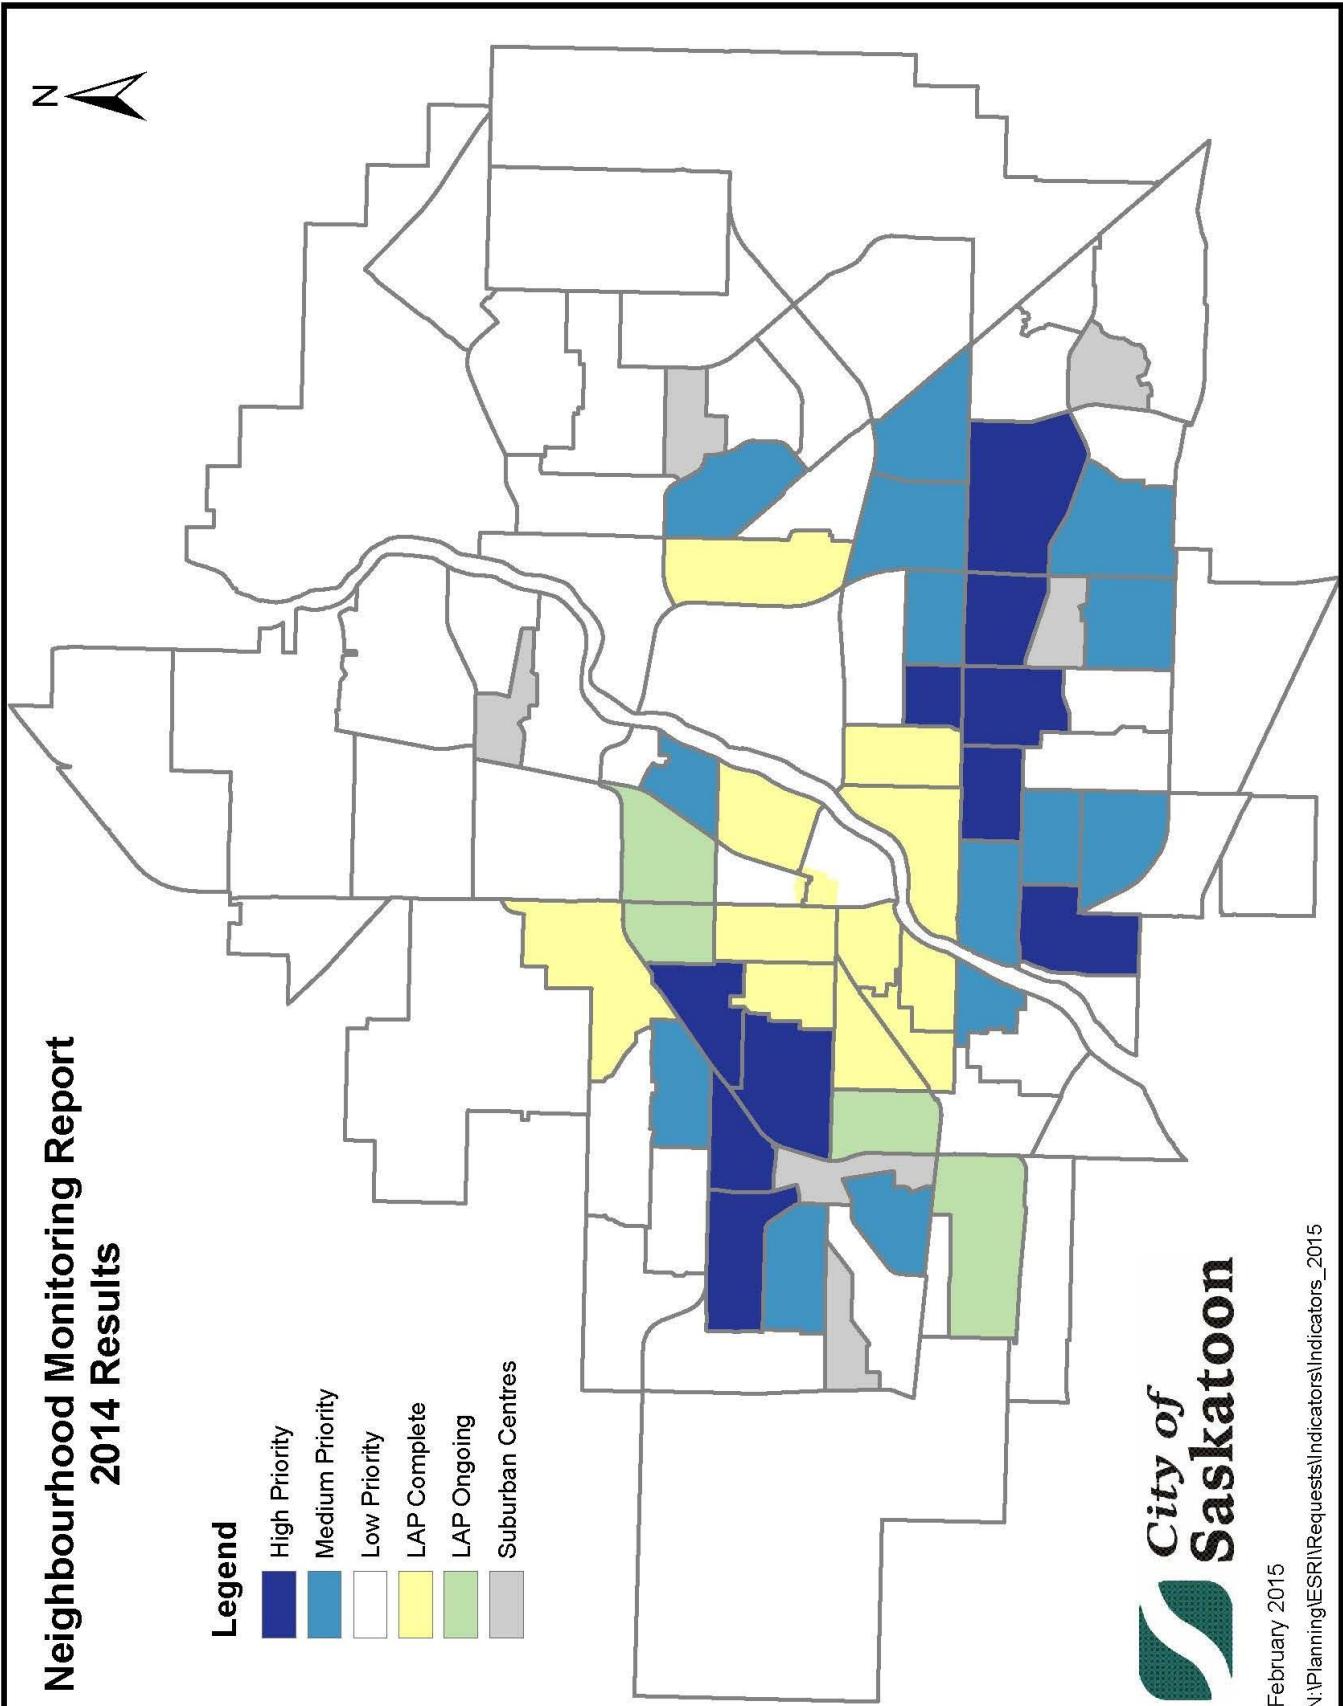 Neighbourhood Monitoring Report
2014 Results
N
Legend
High Priority
Medium Priority
Low Priority
LAP Complete
LAP Ongoing
Suburban Centres
City of
Saskatoon
February 2015
N:\Planning\ESRI\Requests\Indicators\Indicators_2015